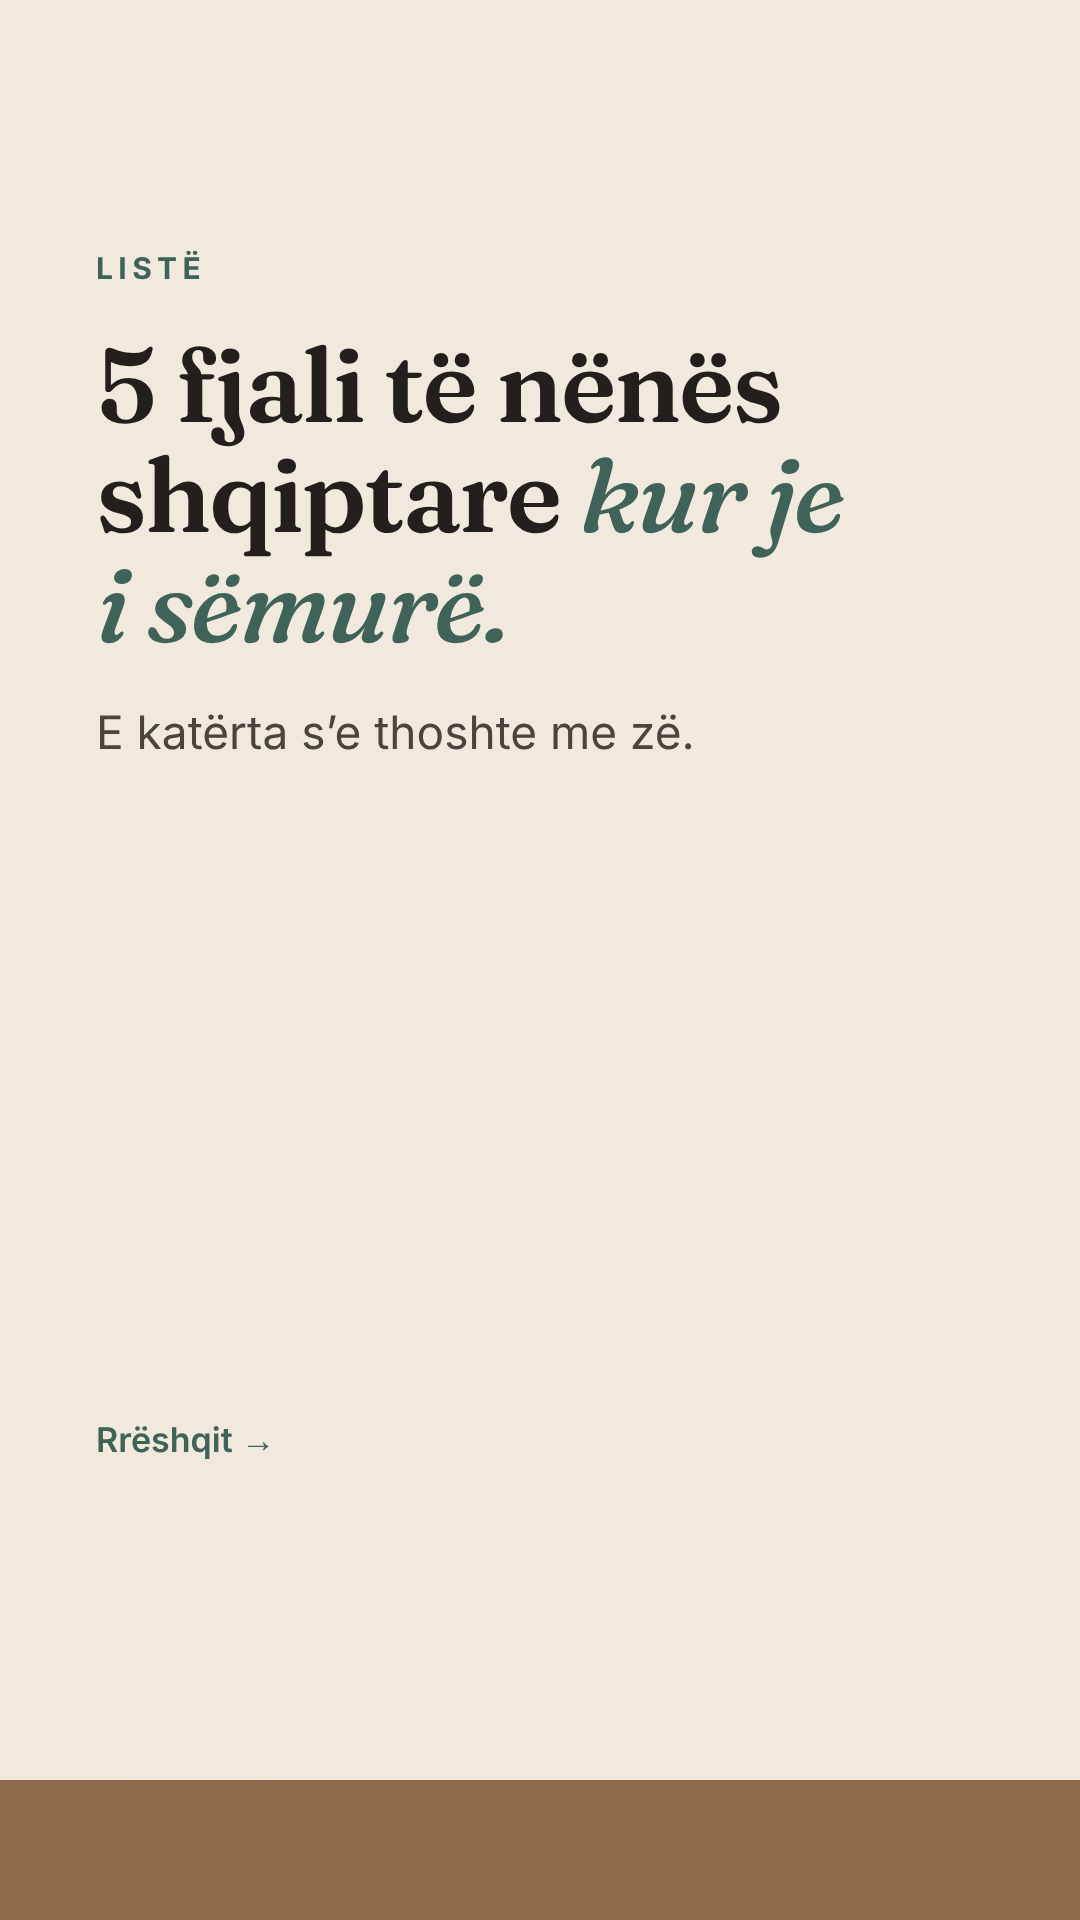 LISTË
5 fjali të nënës
shqiptare kur je
i sëmurë.
E katërta s’e thoshte me zë.
Rrëshqit →